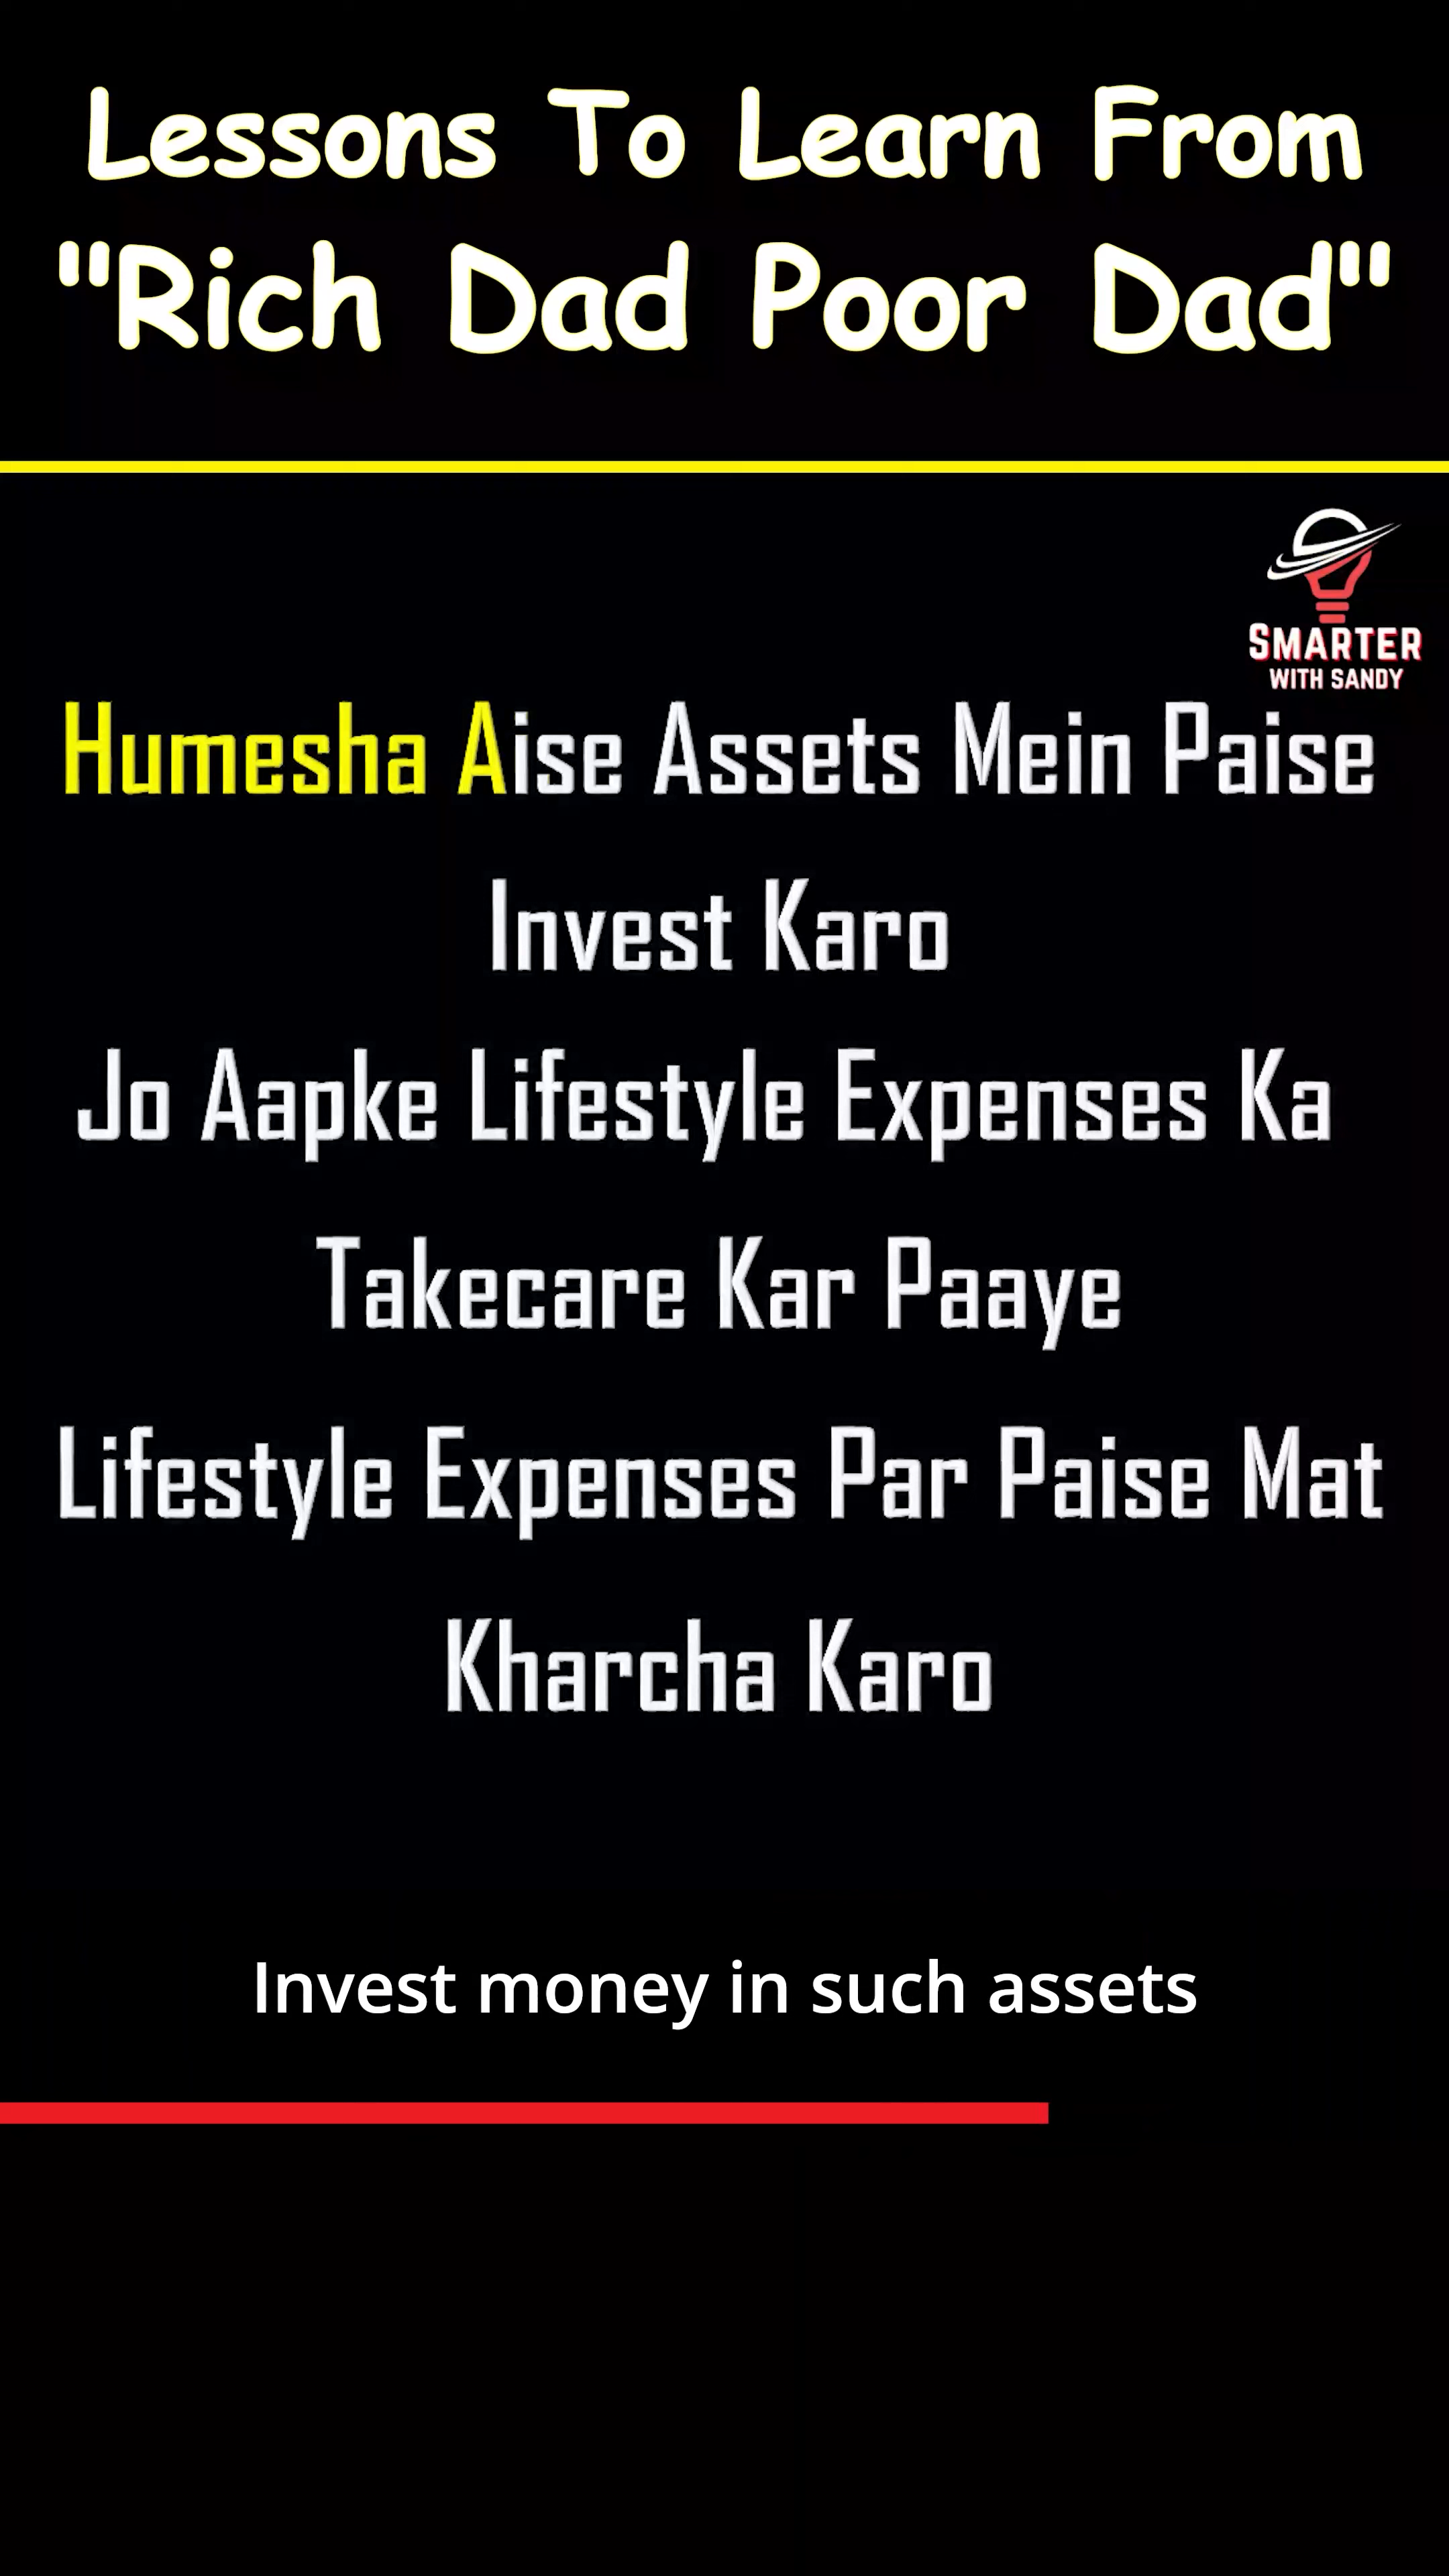 Lessons To Learn From
"Rich Dad Poor Dad"
SMARTER
WITH SANDY
Humesha Aise Assets Mein Paise
Invest Karo
Jo Aapke Lifestyle Expenses Ka
Takecare Kar Paaye
Lifestyle Expenses Par Paise Mat
Kharcha Karo
Invest money in such assets